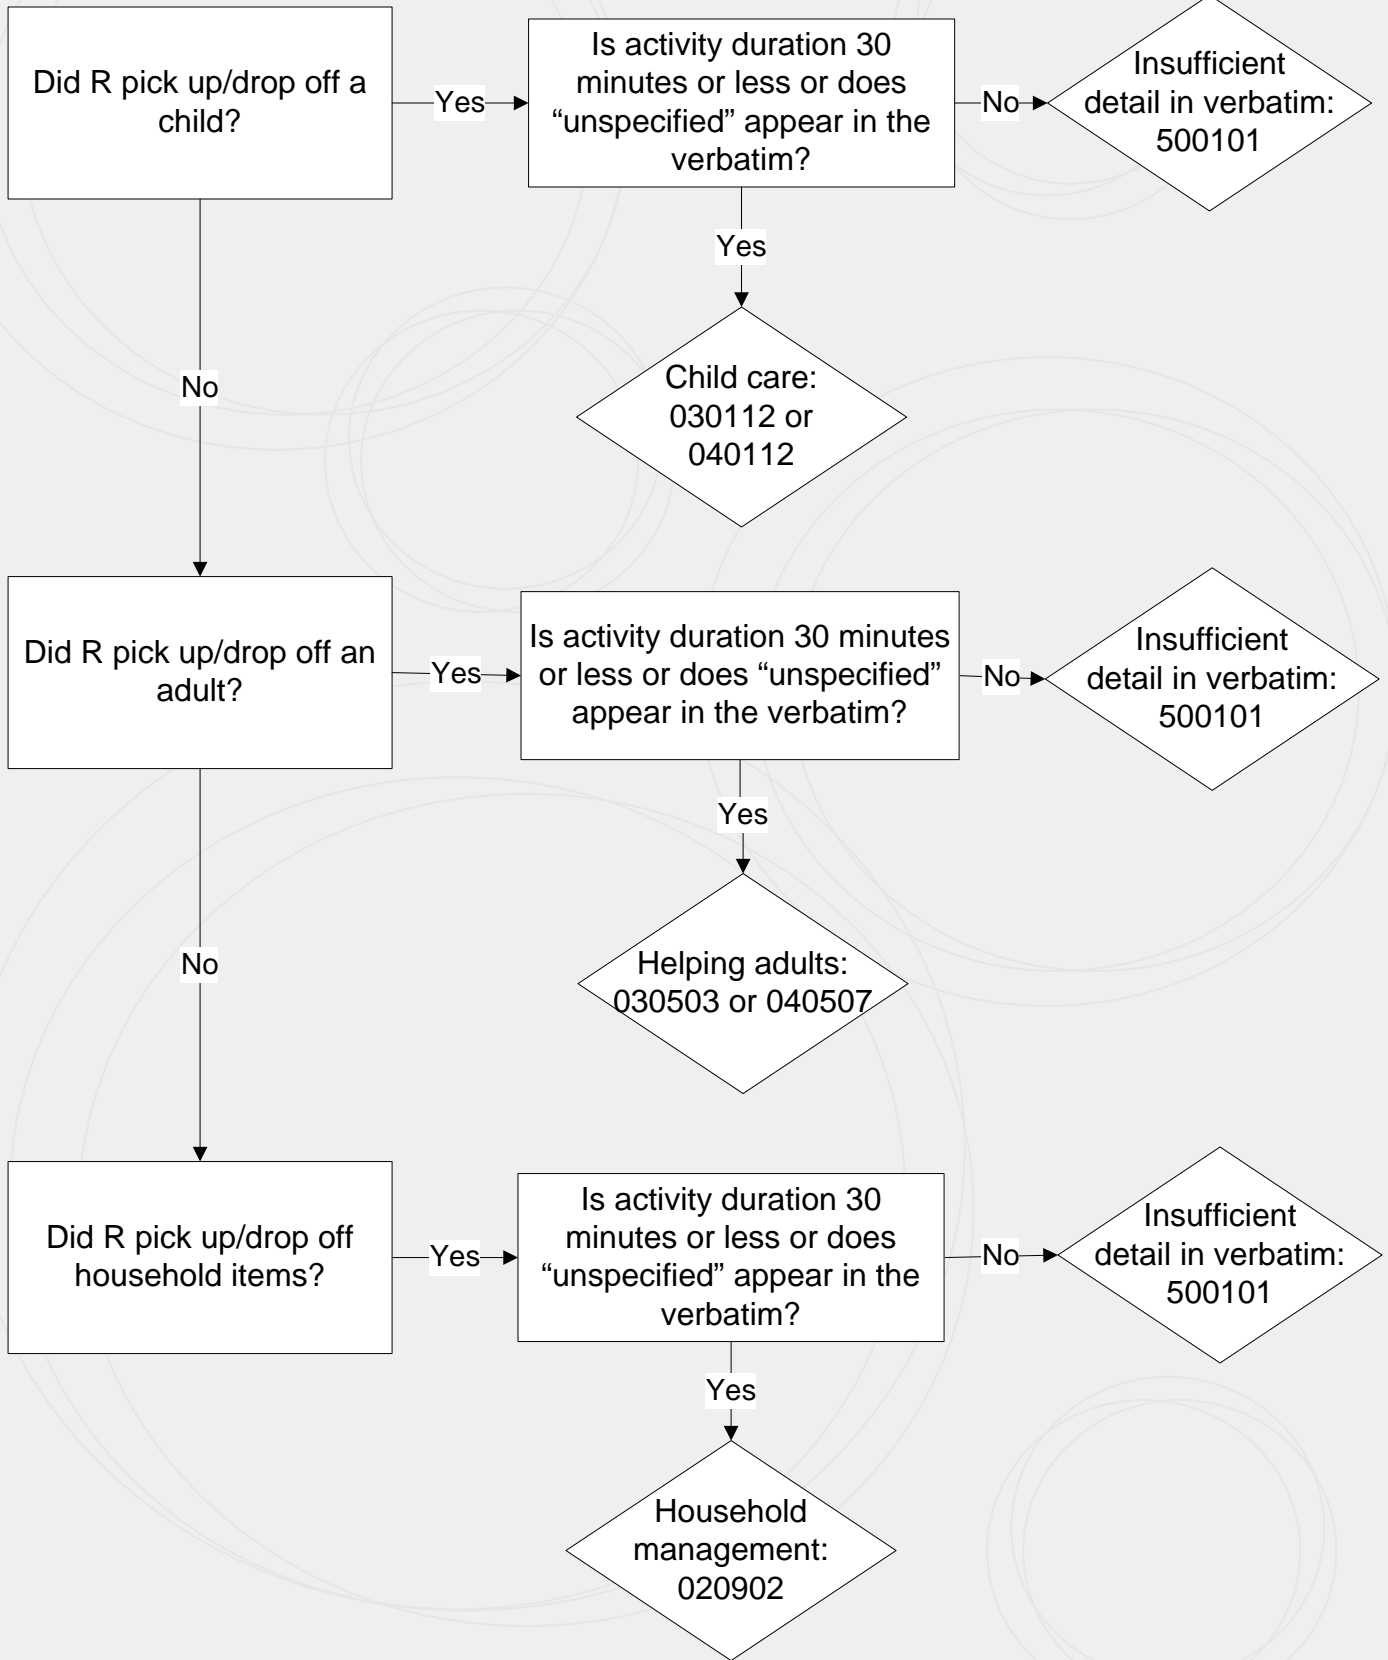 Did R pick up/drop off a
child?
Yes
Is activity duration 30
minutes or less or does
“unspecified” appear in the
verbatim?
No
Insufficient
detail in verbatim:
500101
Yes
Child care:
030112 or
040112
No
Did R pick up/drop off an
adult?
Yes
Is activity duration 30 minutes
or less or does “unspecified”
appear in the verbatim?
No
Insufficient
detail in verbatim:
500101
Yes
Helping adults:
030503 or 040507
No
Did R pick up/drop off
household items?
Yes
Is activity duration 30
minutes or less or does
“unspecified” appear in the
verbatim?
No
Insufficient
detail in verbatim:
500101
Yes
Household
management:
020902